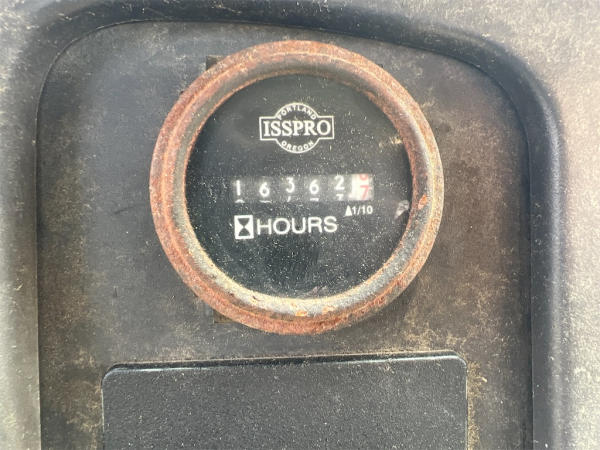 PORTLAND
ISSPRO
OREGON
1 6 3 6 2
1/10
HOURS